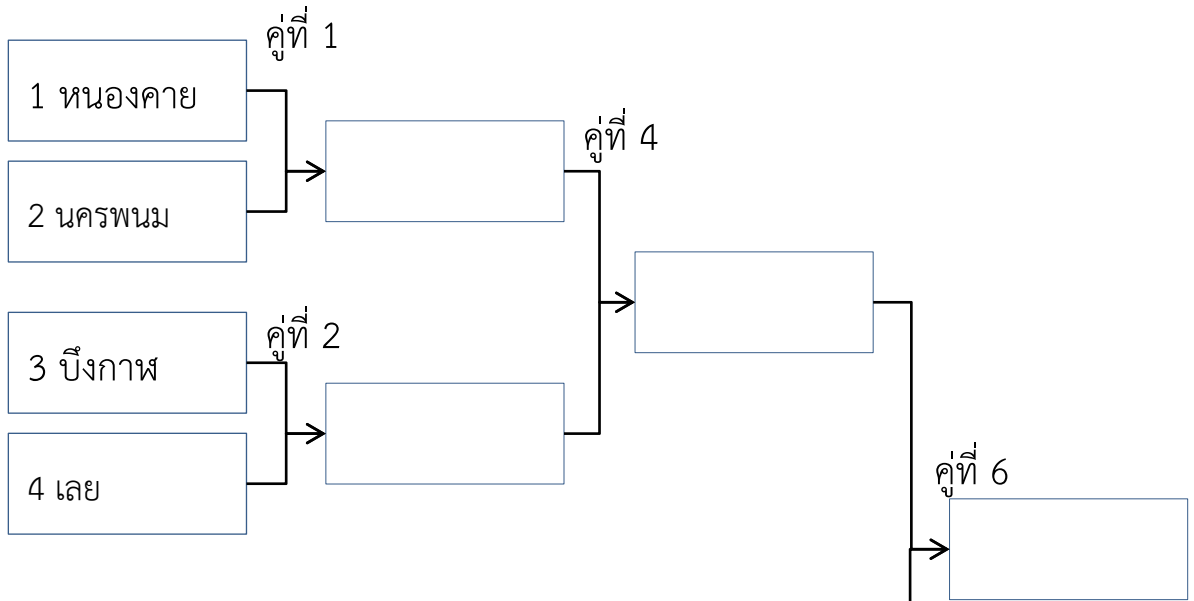 คู่ที่ 1
1 หนองคาย
คู่ที่ 4
2 นครพนม
คู่ที่ 2
3 บึงกาฬ
4 เลย
คู่ที่ 6